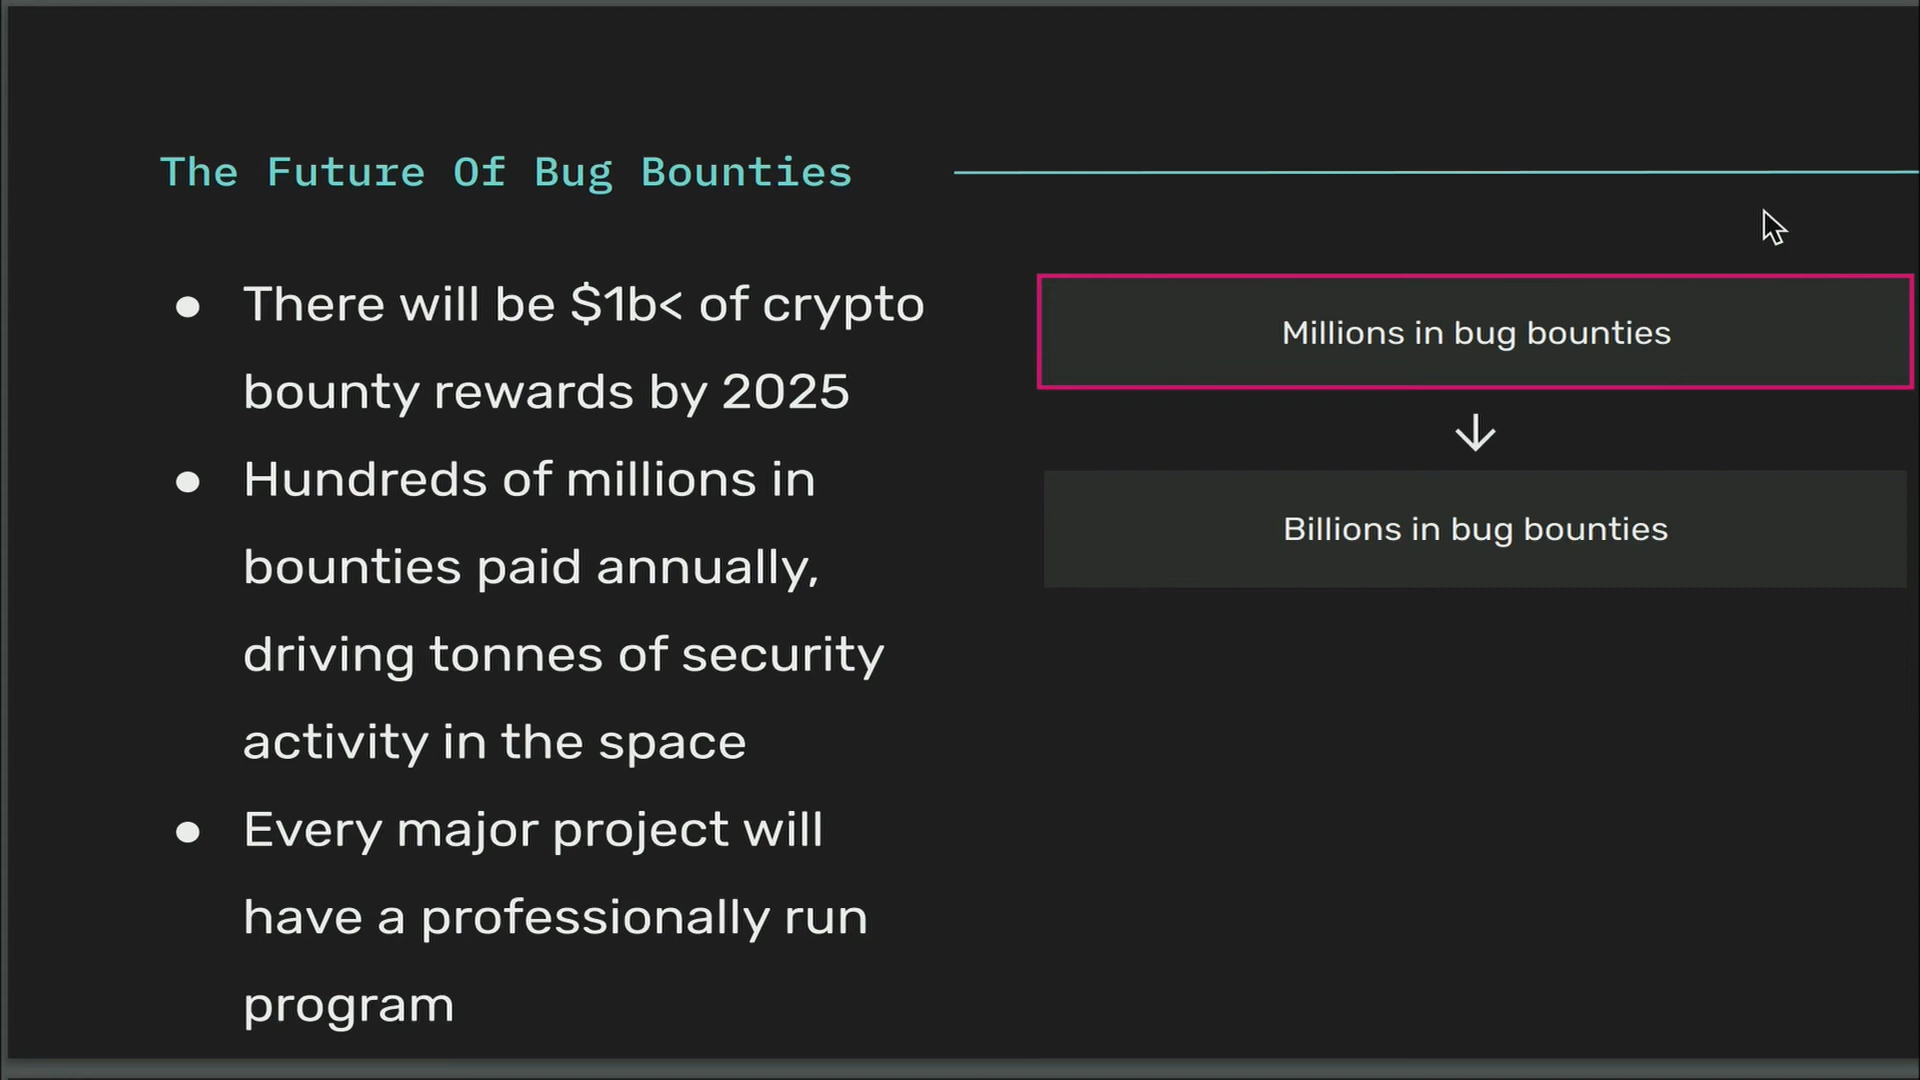 The Future Of Bug Bounties
● There will be $1b< of crypto
bounty rewards by 2025
● Hundreds of millions in
bounties paid annually,
driving tonnes of security
activity in the space
● Every major project will
have a professionally run
program
Millions in bug bounties
↓
Billions in bug bounties